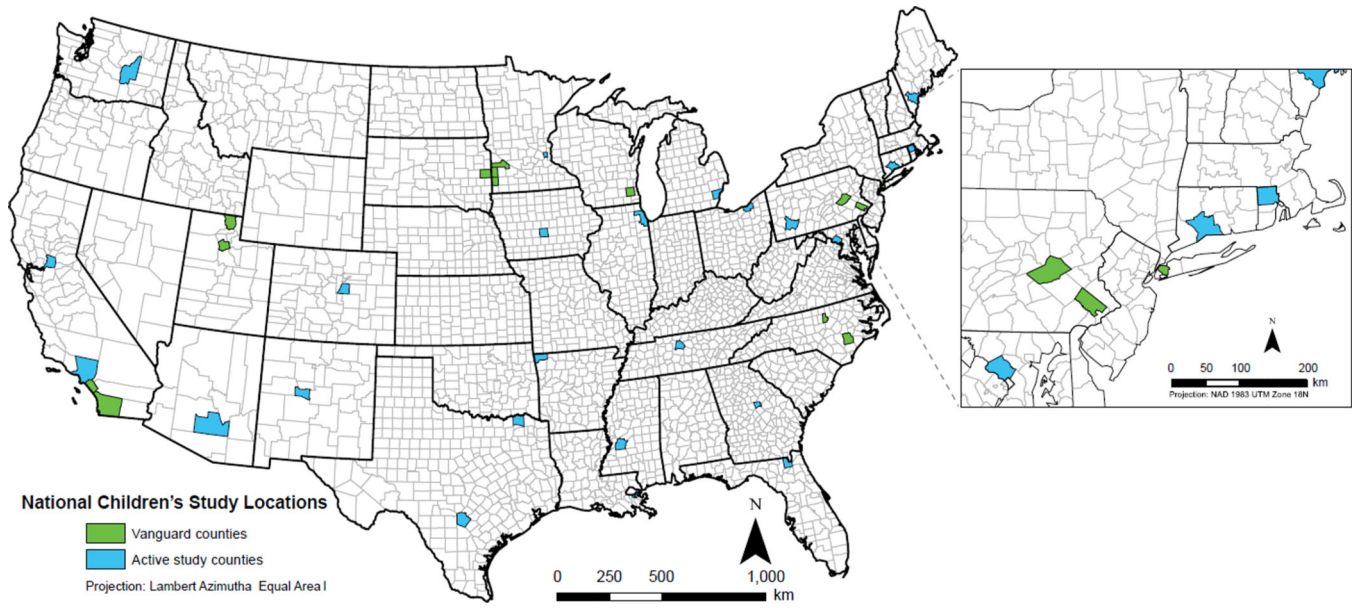 N
0 50 100 200
km
Projection: NAD 1983 UTM Zone 18N
National Children's Study Locations
Vanguard counties
Active study counties
Projection: Lambert Azimutha Equal Area l
N
0 250 500 1,000
km